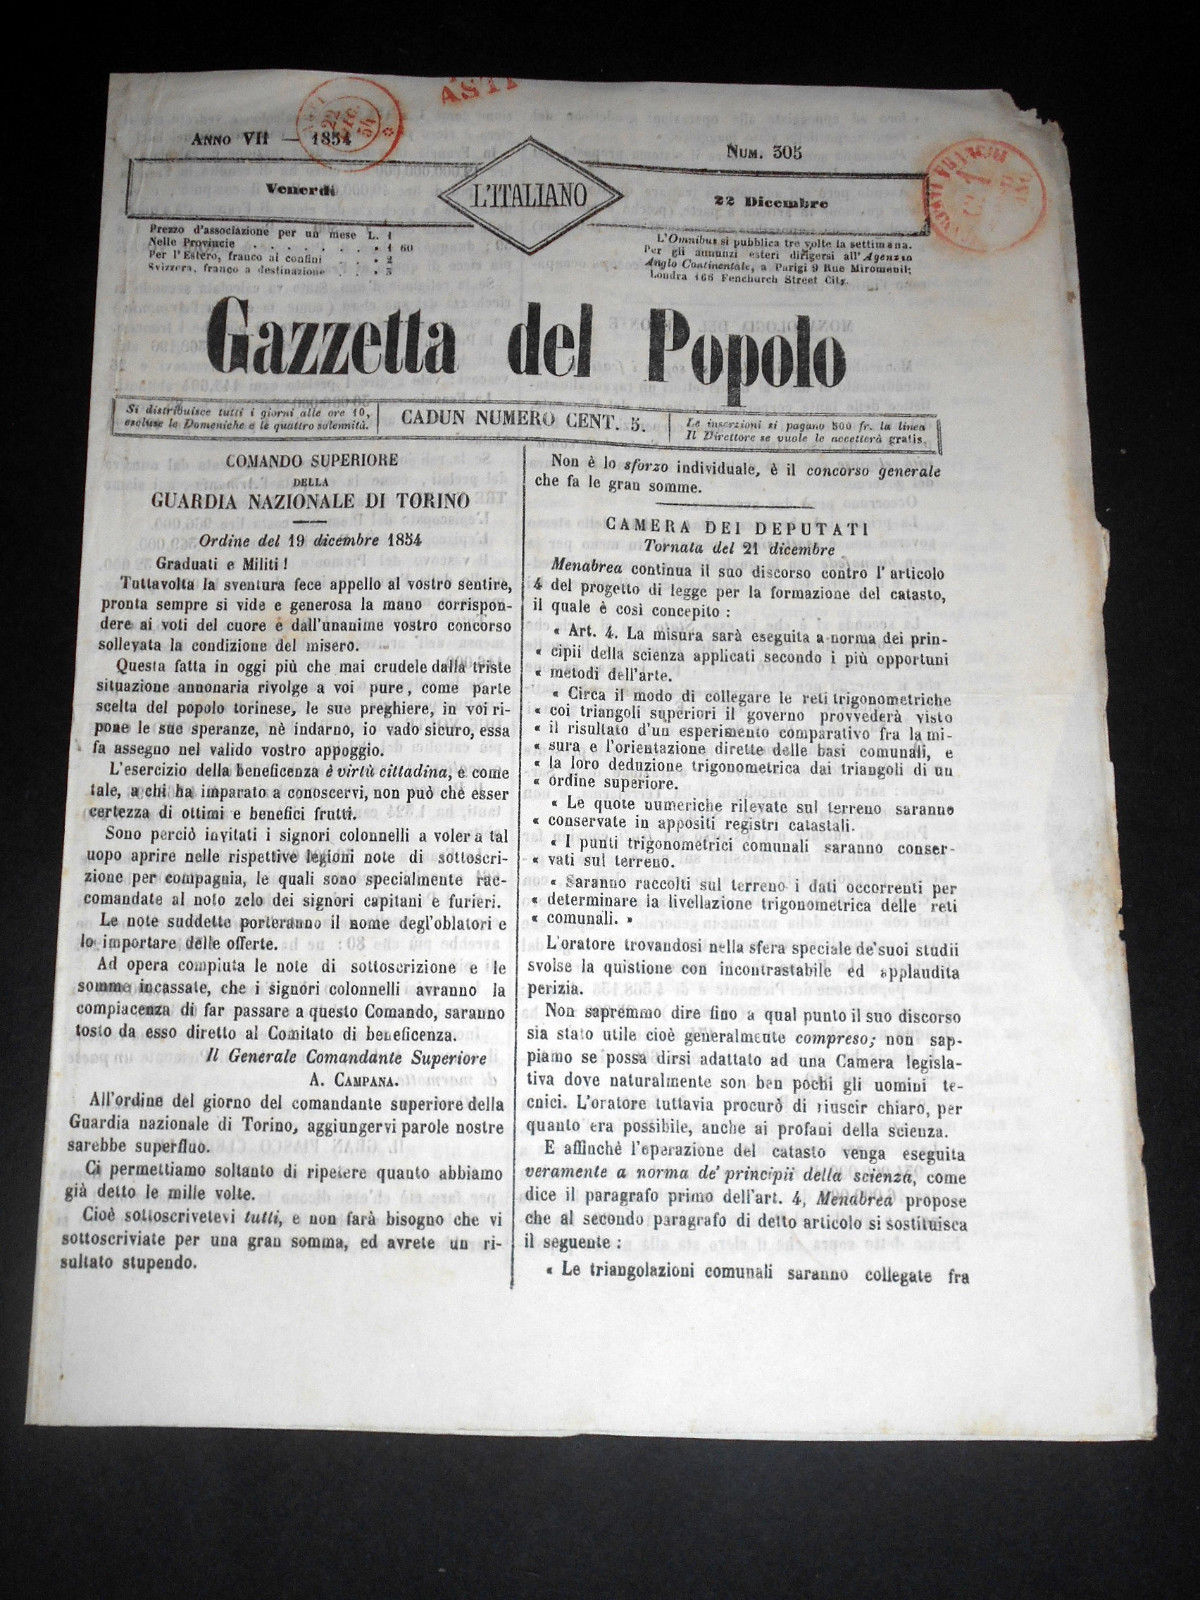 ASTI
22
54
Anno VII — 1854
Num. 305
1
Venerdì
L'ITALIANO
22 Dicembre
Prezzo d'associazione per un mese L. 1
Nelle Provincie . . . . . . . . • 1 60
Per l'Estero, franco ai confini . . • 2
Svizzera, franco a destinazione . . • 3
L'Omnibus si pubblica tre volte la settimana.
Per gli annunzi esteri dirigersi all'Agenzia
Anglo Continentale, a Parigi 9 Rue Miromenil;
Londra 166 Fenchurch Street City.
Gazzetta del Popolo
Si distribuisce tutti i giorni alle ore 10,
escluse le Domeniche e le quattro solennità.
CADUN NUMERO CENT. 5.
Le inserzioni si pagano 500 fr. la linea
Il Direttore se vuole le accetterà gratis.
COMANDO SUPERIORE
DELLA
GUARDIA NAZIONALE DI TORINO
Ordine del 19 dicembre 1854
Graduati e Militi!
Tuttavolta la sventura fece appello al vostro sentire,
pronta sempre si vide e generosa la mano corrispon-
dere ai voti del cuore e dall'unanime vostro concorso
sollevata la condizione del misero.
Questa fatta in oggi più che mai crudele dalla triste
situazione annonaria rivolge a voi pure, come parte
scelta del popolo torinese, le sue preghiere, in voi ri-
pone le sue speranze, nè indarno, io vado sicuro, essa
fa assegno nel valido vostro appoggio.
L'esercizio della beneficenza è virtù cittadina, e come
tale, a chi ha imparato a conoscervi, non può che esser
certezza di ottimi e benefici frutti.
Sono perciò invitati i signori colonnelli a voler a tal
uopo aprire nelle rispettive legioni note di sottoscri-
zione per compagnia, le quali sono specialmente rac-
comandate al noto zelo dei signori capitani e furieri.
Le note suddette porteranno il nome degl'oblatori e
lo importare delle offerte.
Ad opera compiuta le note di sottoscrizione e le
somme incassate, che i signori colonnelli avranno la
compiacenza di far passare a questo Comando, saranno
tosto da esso diretto al Comitato di beneficenza.
Il Generale Comandante Superiore
A. Campana.
All'ordine del giorno del comandante superiore della
Guardia nazionale di Torino, aggiungervi parole nostre
sarebbe superfluo.
Ci permettiamo soltanto di ripetere quanto abbiamo
già detto le mille volte.
Cioè sottoscrivetevi tutti, e non farà bisogno che vi
sottoscriviate per una gran somma, ed avrete un ri-
sultato stupendo.
Non è lo sforzo individuale, è il concorso generale
che fa le gran somme.
CAMERA DEI DEPUTATI
Tornata del 21 dicembre
Menabrea continua il suo discorso contro l'articolo
4 del progetto di legge per la formazione del catasto,
il quale è così concepito :
« Art. 4. La misura sarà eseguita a norma dei prin-
« cipii della scienza applicati secondo i più opportuni
« metodi dell'arte.
« Circa il modo di collegare le reti trigonometriche
« coi triangoli superiori il governo provvederà visto
« il risultato d'un esperimento comparativo fra la mi-
« sura e l'orientazione dirette delle basi comunali, e
« la loro deduzione trigonometrica dai triangoli di un
« ordine superiore.
« Le quote numeriche rilevate sul terreno saranno
« conservate in appositi registri catastali.
« I punti trigonometrici comunali saranno conser-
« vati sul terreno.
« Saranno raccolti sul terreno i dati occorrenti per
« determinare la livellazione trigonometrica delle reti
« comunali. »
L'oratore trovandosi nella sfera speciale de'suoi studii
svolse la quistione con incontrastabile ed applaudita
perizia.
Non sapremmo dire fino a qual punto il suo discorso
sia stato utile cioè generalmente compreso; non sap-
piamo se possa dirsi adattato ad una Camera legisla-
tiva dove naturalmente son ben pochi gli uomini te-
cnici. L'oratore tuttavia procurò di riuscir chiaro, per
quanto era possibile, anche ai profani della scienza.
E affinchè l'operazione del catasto venga eseguita
veramente a norma de' principii della scienza, come
dice il paragrafo primo dell'art. 4, Menabrea propose
che al secondo paragrafo di detto articolo si sostituisca
il seguente :
« Le triangolazioni comunali saranno collegate fra